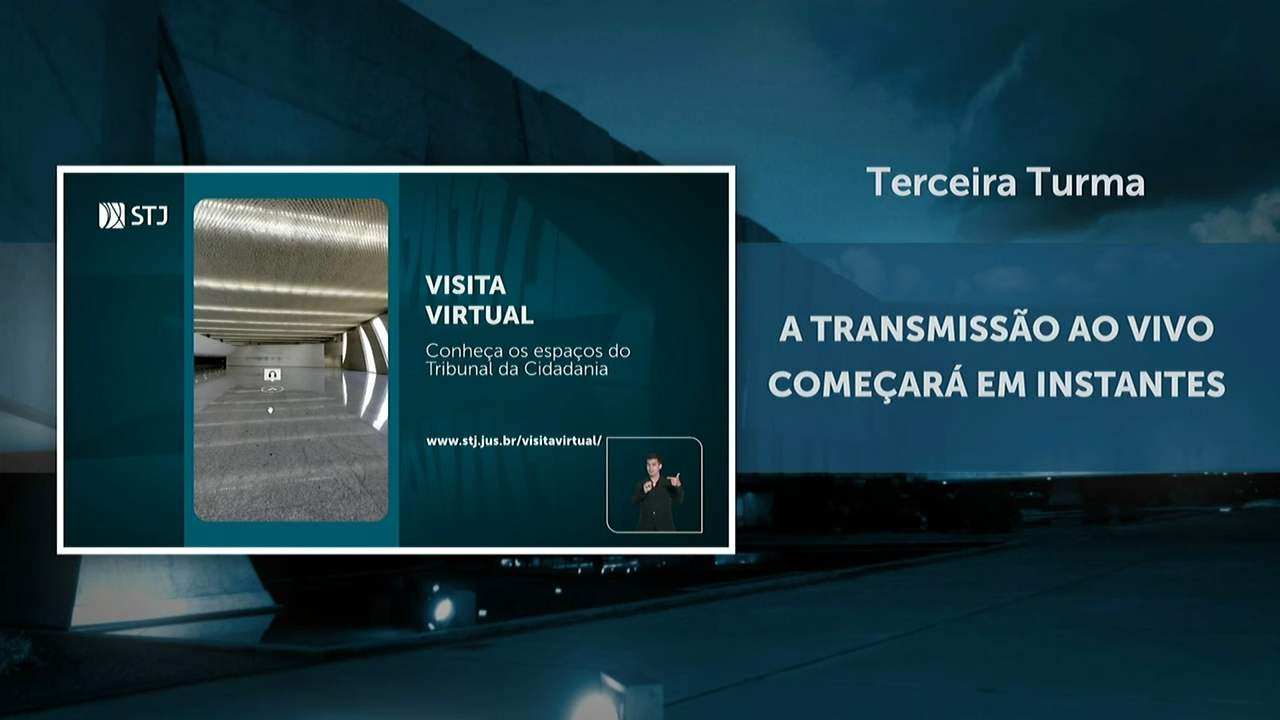 STJ
VISITA
VIRTUAL
Conheça os espaços do
Tribunal da Cidadania
www.stj.jus.br/visitavirtual/
Terceira Turma
A TRANSMISSÃO AO VIVO
COMEÇARÁ EM INSTANTES